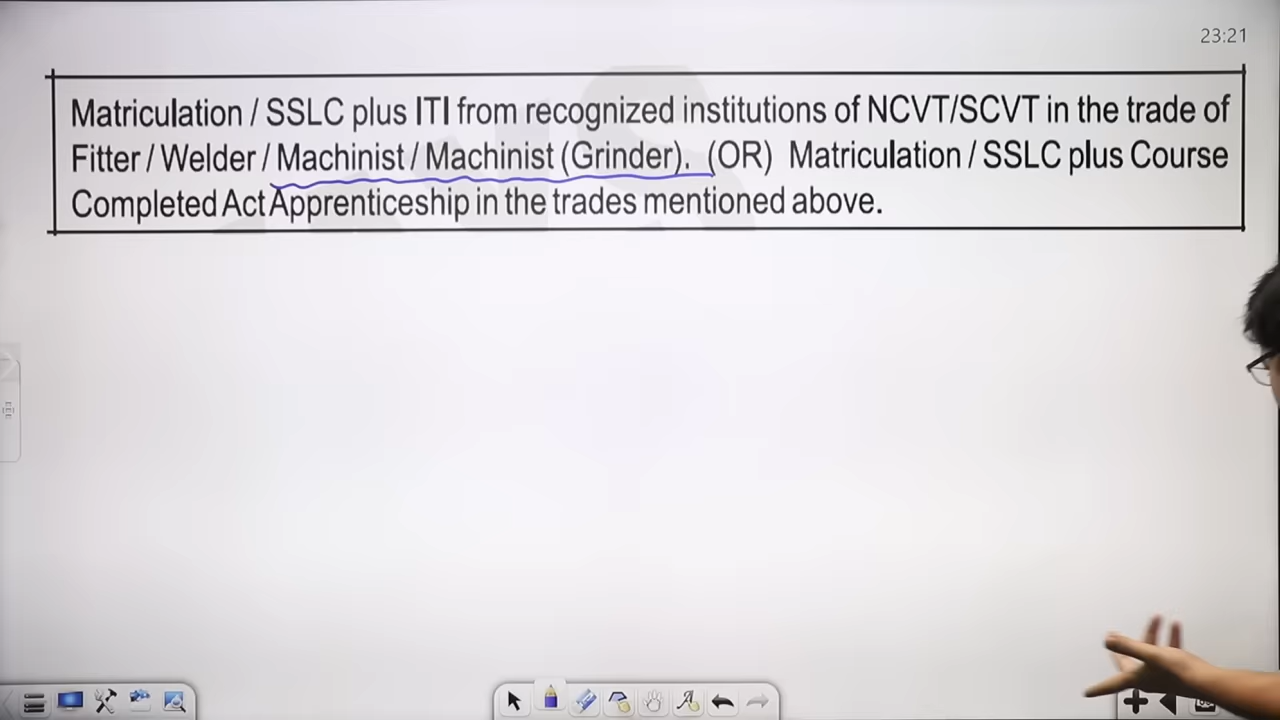 23:21
Matriculation / SSLC plus ITI from recognized institutions of NCVT/SCVT in the trade of
Fitter / Welder / Machinist / Machinist (Grinder). (OR) Matriculation / SSLC plus Course
Completed Act Apprenticeship in the trades mentioned above.